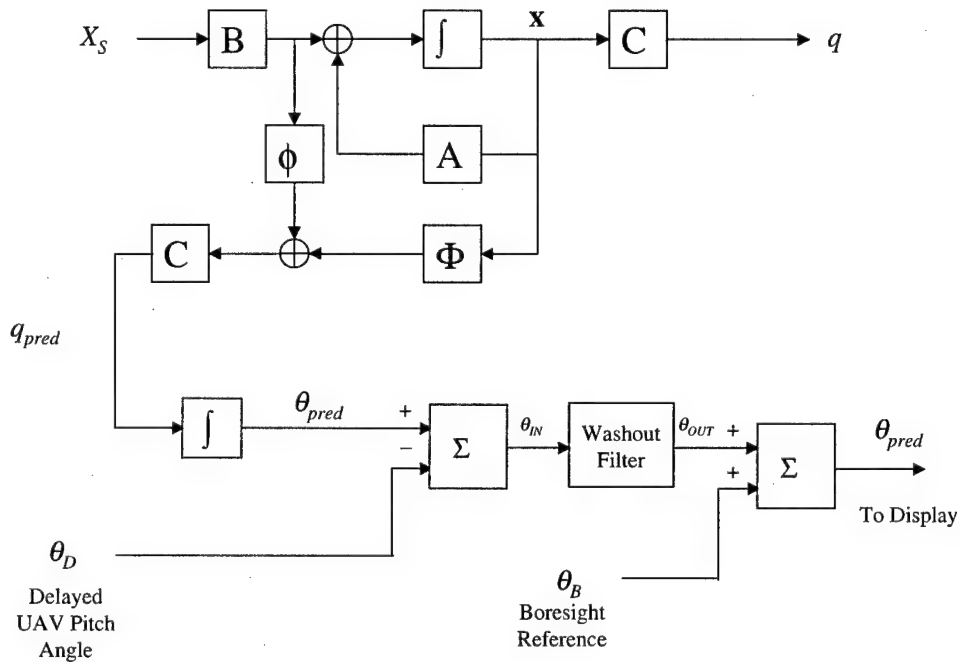 X_S
B
∫
x
C
q
ϕ
A
C
Φ
q_pred
∫
θ_pred
+
−
Σ
θ_IN
Washout
Filter
θ_OUT
+
+
Σ
θ_pred
To Display
θ_D
Delayed
UAV Pitch
Angle
θ_B
Boresight
Reference